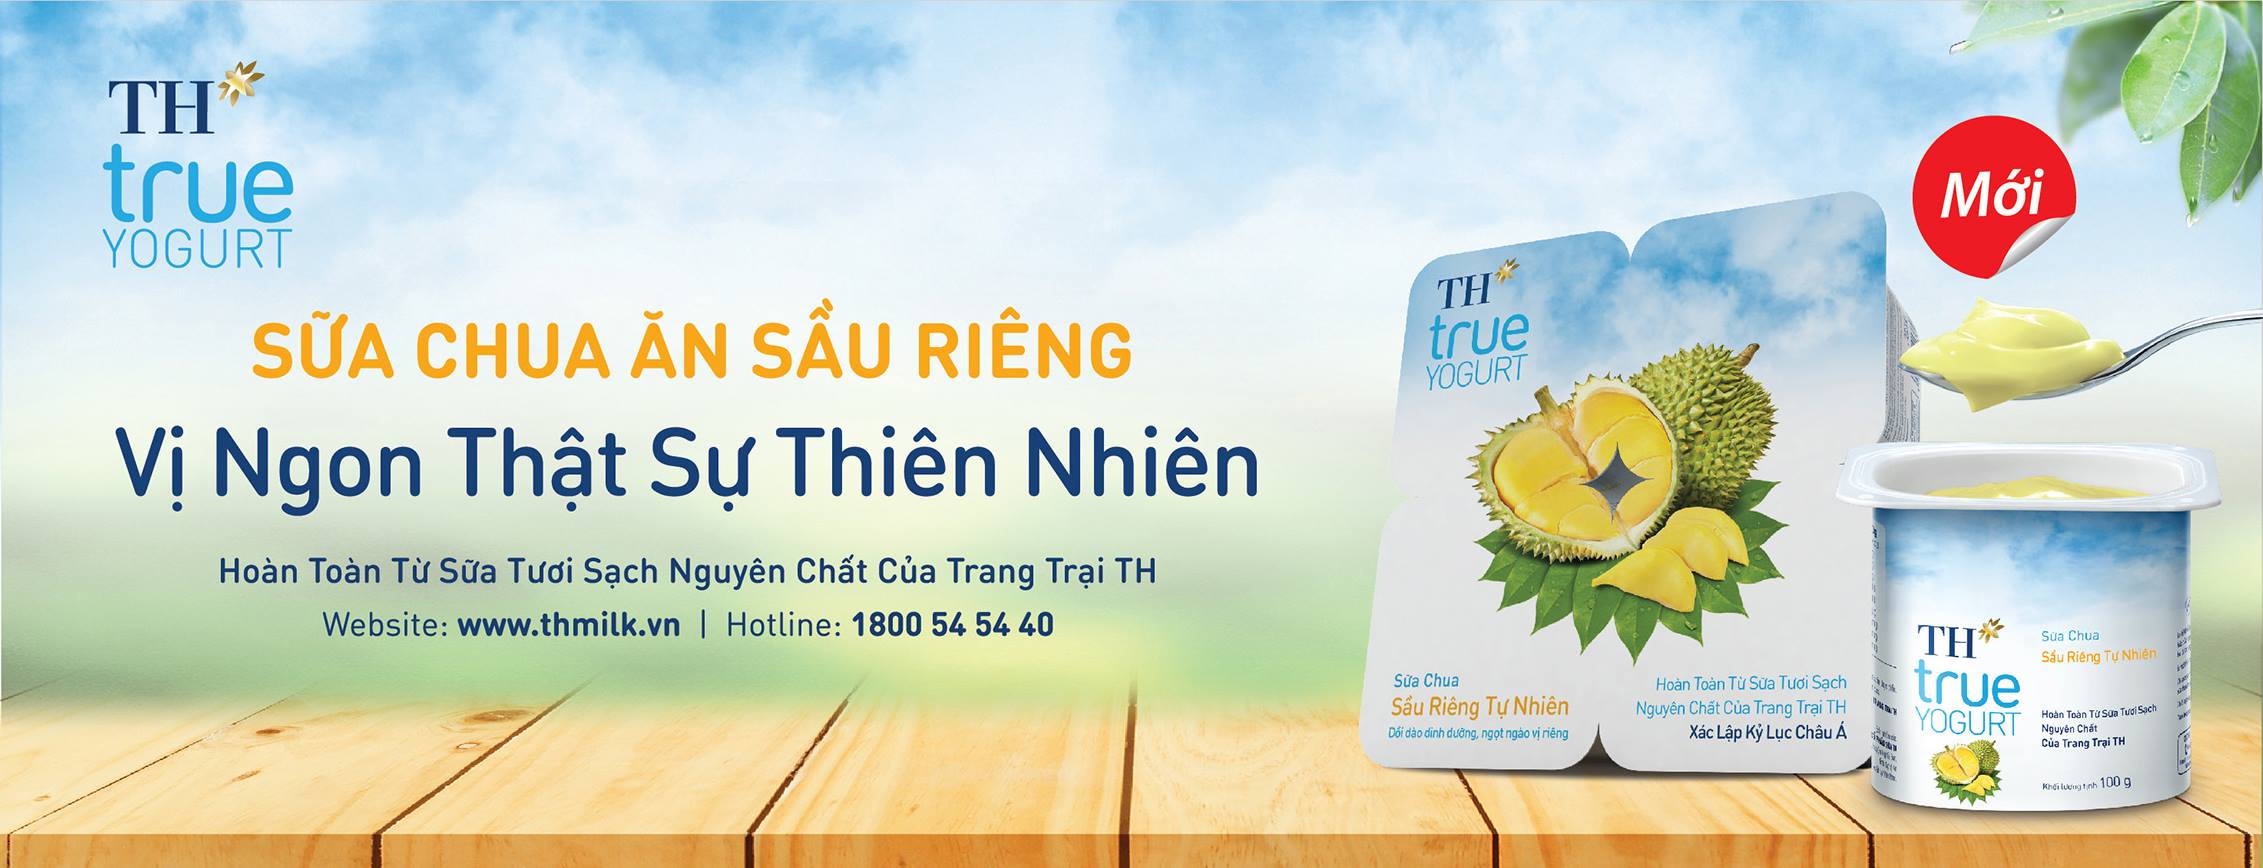 TH
true
YOGURT
SỮA CHUA ĂN SẦU RIÊNG
Vị Ngon Thật Sự Thiên Nhiên
Hoàn Toàn Từ Sữa Tươi Sạch Nguyên Chất Của Trang Trại TH
Website: www.thmilk.vn | Hotline: 1800 54 54 40
Mới
TH
true
YOGURT
Sữa Chua
Sầu Riêng Tự Nhiên
Dồi dào dinh dưỡng, ngọt ngào vị riêng
Hoàn Toàn Từ Sữa Tươi Sạch
Nguyên Chất Của Trang Trại TH
Xác Lập Kỷ Lục Châu Á
TH
true
YOGURT
Sữa Chua
Sầu Riêng Tự Nhiên
Hoàn Toàn Từ Sữa Tươi Sạch
Nguyên Chất
Của Trang Trại TH
Khối lượng tịnh 100 g